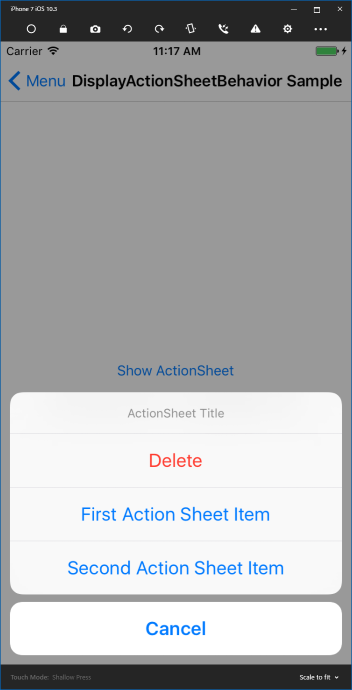 iPhone 7 iOS 10.3
Carrier 11:17 AM
Menu DisplayActionSheetBehavior Sample
Show ActionSheet
ActionSheet Title
Delete
First Action Sheet Item
Second Action Sheet Item
Cancel
Touch Mode: Shallow Press Scale to fit